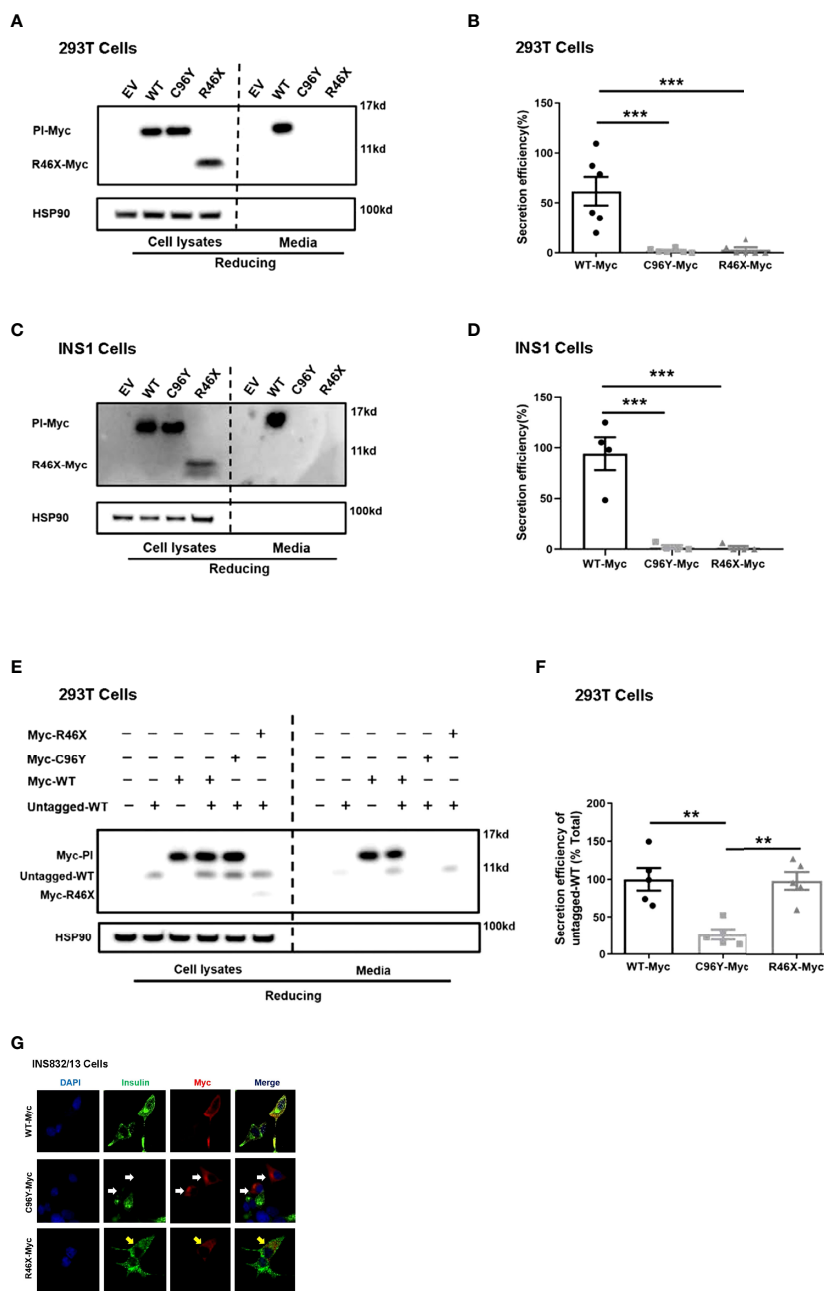 A
293T Cells
EV WT C96Y R46X EV WT C96Y R46X
17kd
PI-Myc
11kd
R46X-Myc
HSP90
100kd
Cell lysates Media
Reducing
B
293T Cells
***
***
Secretion efficiency(%)
150
100
50
0
WT-Myc C96Y-Myc R46X-Myc
C
INS1 Cells
EV WT C96Y R46X EV WT C96Y R46X
17kd
PI-Myc
11kd
R46X-Myc
HSP90
100kd
Cell lysates Media
Reducing
D
INS1 Cells
***
***
Secretion efficiency(%)
150
100
50
0
WT-Myc C96Y-Myc R46X-Myc
E
293T Cells
Myc-R46X − − − − − + − − − − − +
Myc-C96Y − − − − + − − − − − + −
Myc-WT − − + + − − − − + + − −
Untagged-WT − + − + + + − + − + + +
17kd
Myc-PI
11kd
Untagged-WT
Myc-R46X
100kd
HSP90
Cell lysates Media
Reducing
F
293T Cells
**
**
Secretion efficiency of
untagged-WT (% Total)
200
150
100
50
0
WT-Myc C96Y-Myc R46X-Myc
G
INS832/13 Cells
DAPI Insulin Myc Merge
WT-Myc
C96Y-Myc
R46X-Myc